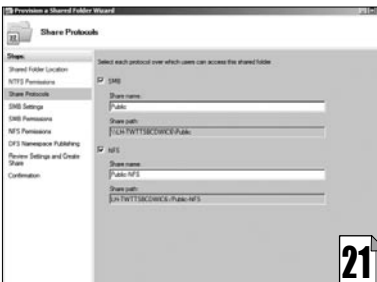 Provision a Shared Folder Wizard
Share Protocols
Steps:
Shared Folder Location
NTFS Permissions
Share Protocols
SMB Settings
SMB Permissions
NFS Permissions
DFS Namespace Publishing
Review Settings and Create
Share
Confirmation
Select each protocol over which users can access this shared folder
SMB
Share name:
Public
Share path:
NFS
Share name:
Public-NFS
Share path:
21